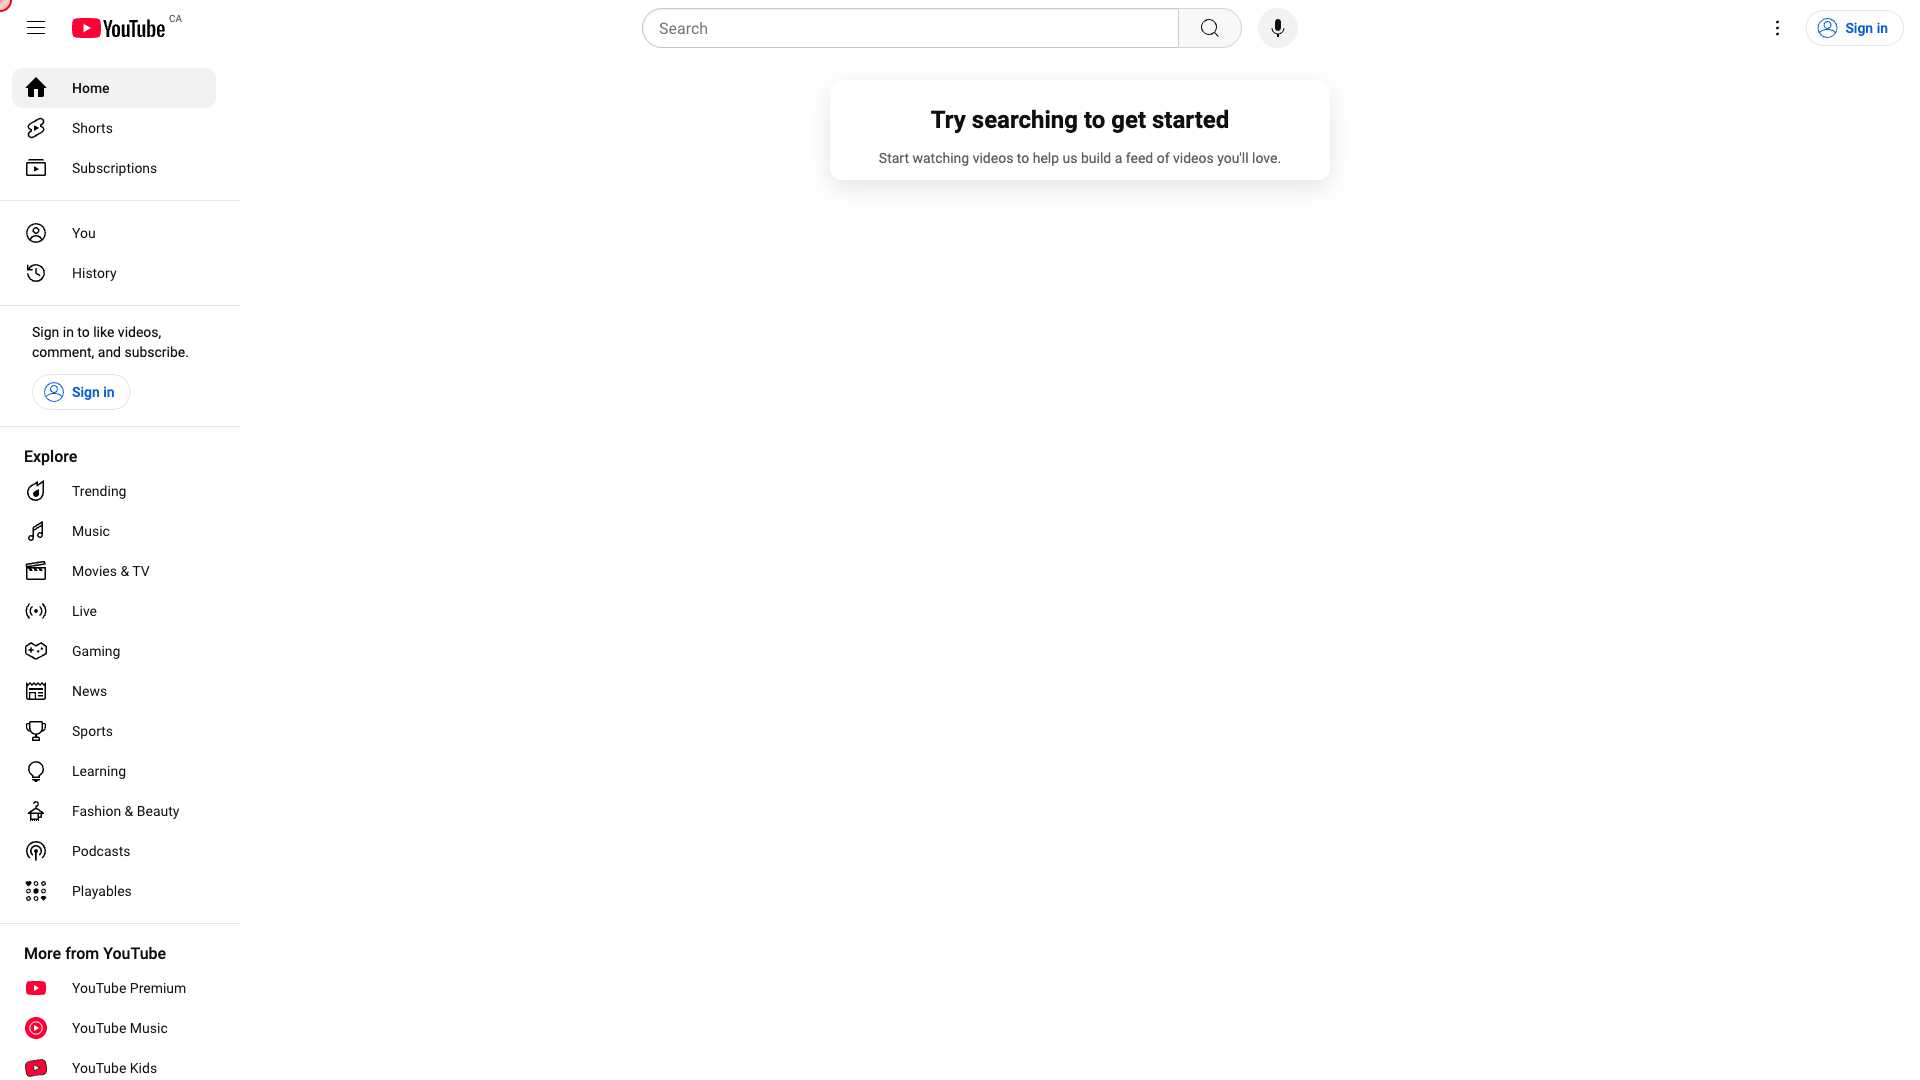 YouTube CA
Search
Sign in
Home
Shorts
Subscriptions
You
History
Sign in to like videos,
comment, and subscribe.
Sign in
Explore
Trending
Music
Movies & TV
Live
Gaming
News
Sports
Learning
Fashion & Beauty
Podcasts
Playables
More from YouTube
YouTube Premium
YouTube Music
YouTube Kids
Try searching to get started
Start watching videos to help us build a feed of videos you'll love.